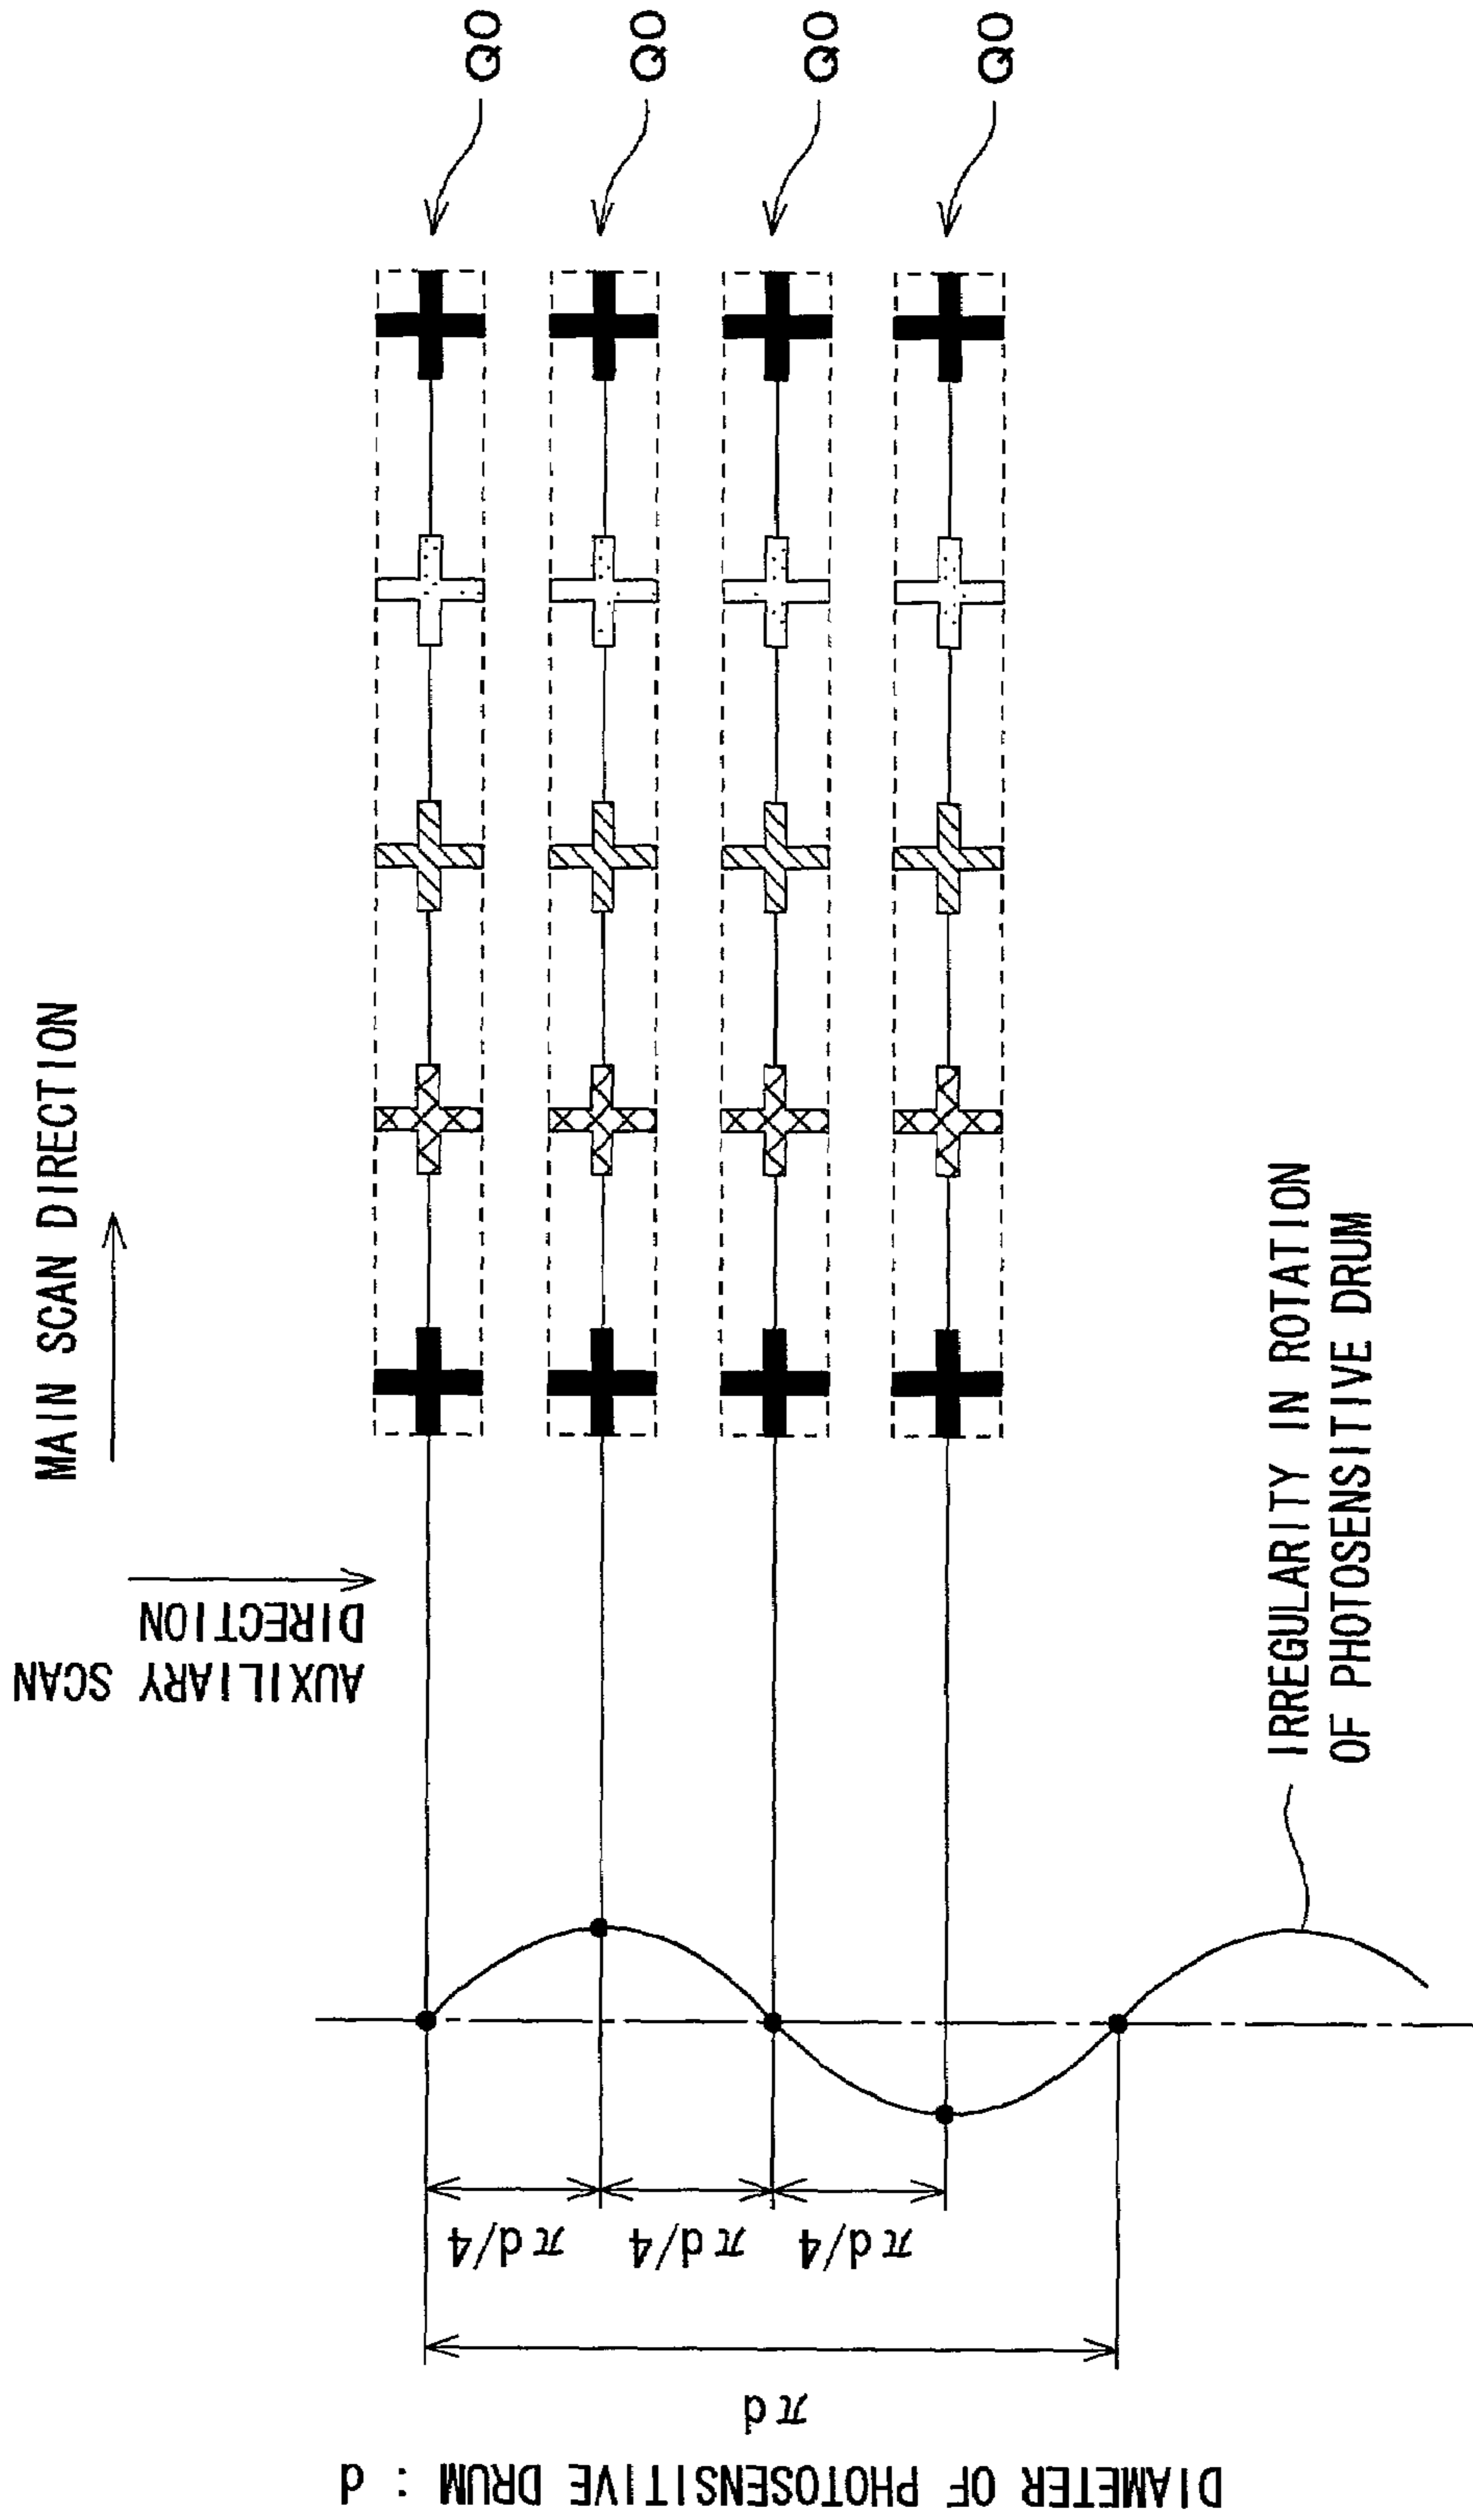 MAIN SCAN DIRECTION
AUXILIARY SCAN
DIRECTION
Q0
Q0
Q0
Q0
IRREGULARITY IN ROTATION
OF PHOTOSENSITIVE DRUM
πd/4
πd/4
πd/4
πd
DIAMETER OF PHOTOSENSITIVE DRUM : d